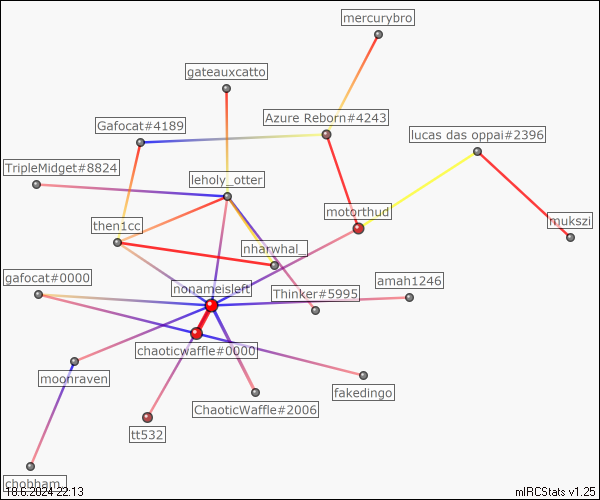 mercurybro
gateauxcatto
Azure Reborn#4243
Gafocat#4189
lucas das oppai#2396
TripleMidget#8824
leholy_otter
motorthud
mukszi
then1cc
nharwhal_
gafocat#0000
amah1246
nonameisleft
Thinker#5995
chaoticwaffle#0000
moonraven
fakedingo
ChaoticWaffle#2006
tt532
chobham_
10.6.2024 22:13
mIRCStats v1.25